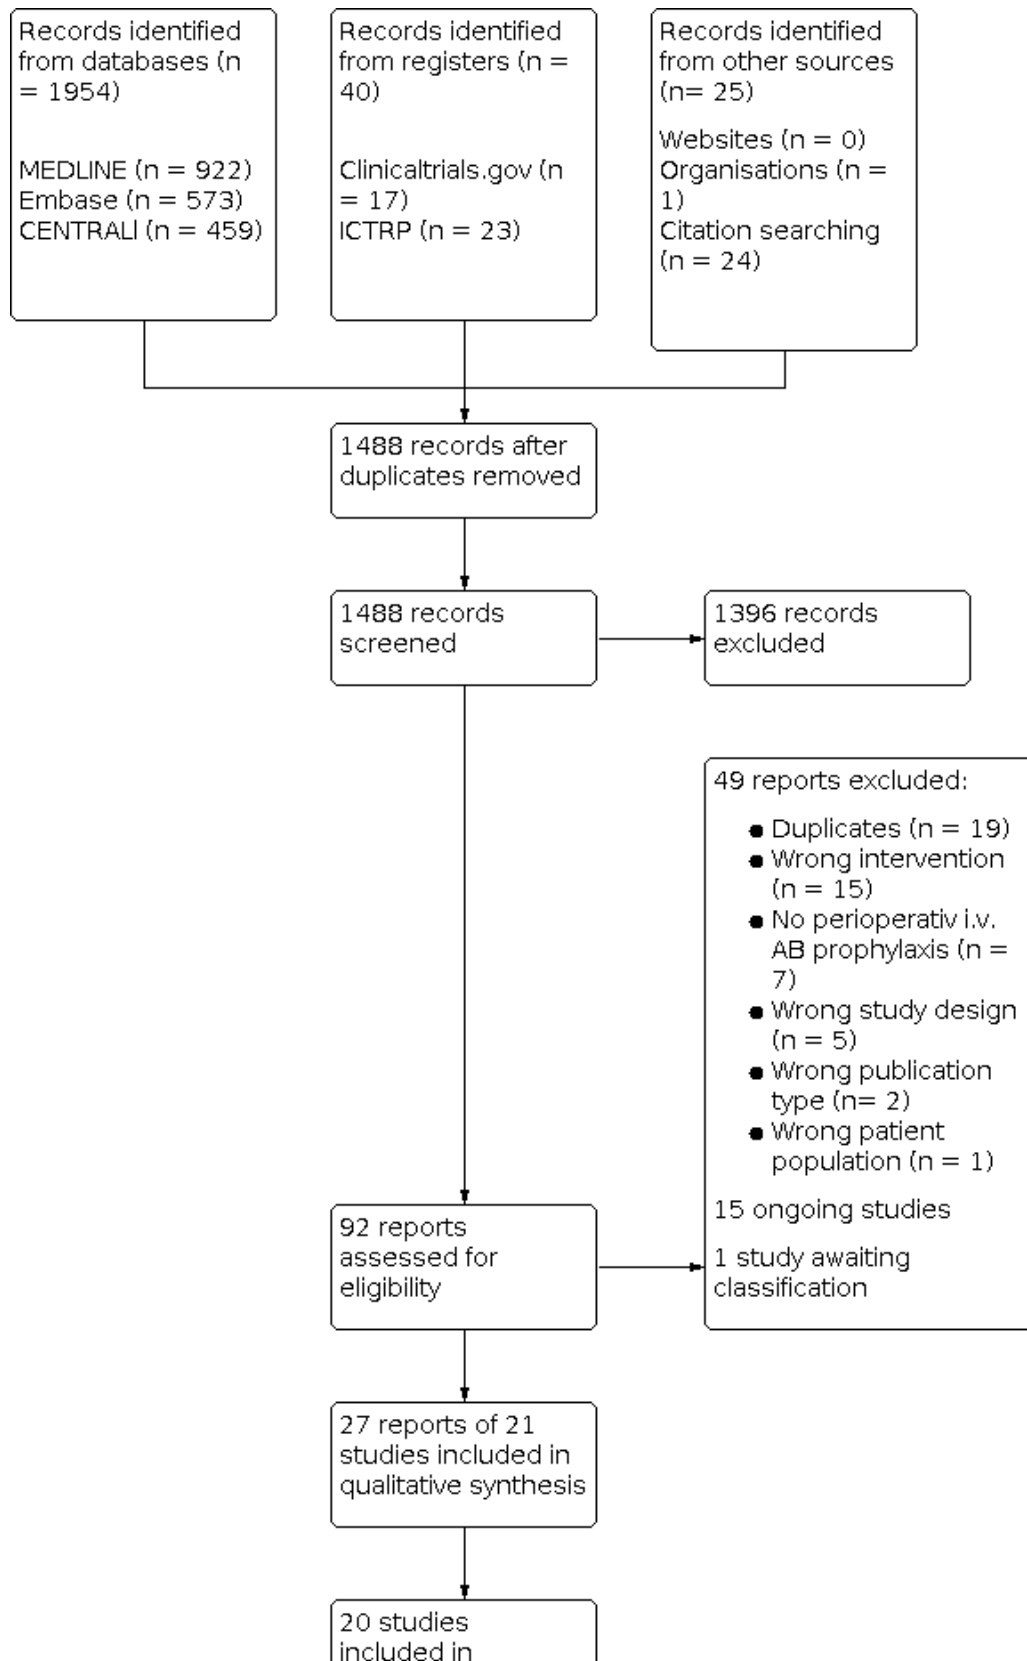 Records identified
from databases (n
= 1954)
MEDLINE (n = 922)
Embase (n = 573)
CENTRALl (n = 459)
Records identified
from registers (n =
40)
Clinicaltrials.gov (n
= 17)
ICTRP (n = 23)
Records identified
from other sources
(n= 25)
Websites (n = 0)
Organisations (n =
1)
Citation searching
(n = 24)
1488 records after
duplicates removed
1488 records
screened
1396 records
excluded
49 reports excluded:
● Duplicates (n = 19)
● Wrong intervention
(n = 15)
● No perioperativ i.v.
AB prophylaxis (n =
7)
● Wrong study design
(n = 5)
● Wrong publication
type (n= 2)
● Wrong patient
population (n = 1)
15 ongoing studies
1 study awaiting
classification
92 reports
assessed for
eligibility
27 reports of 21
studies included in
qualitative synthesis
20 studies
included in